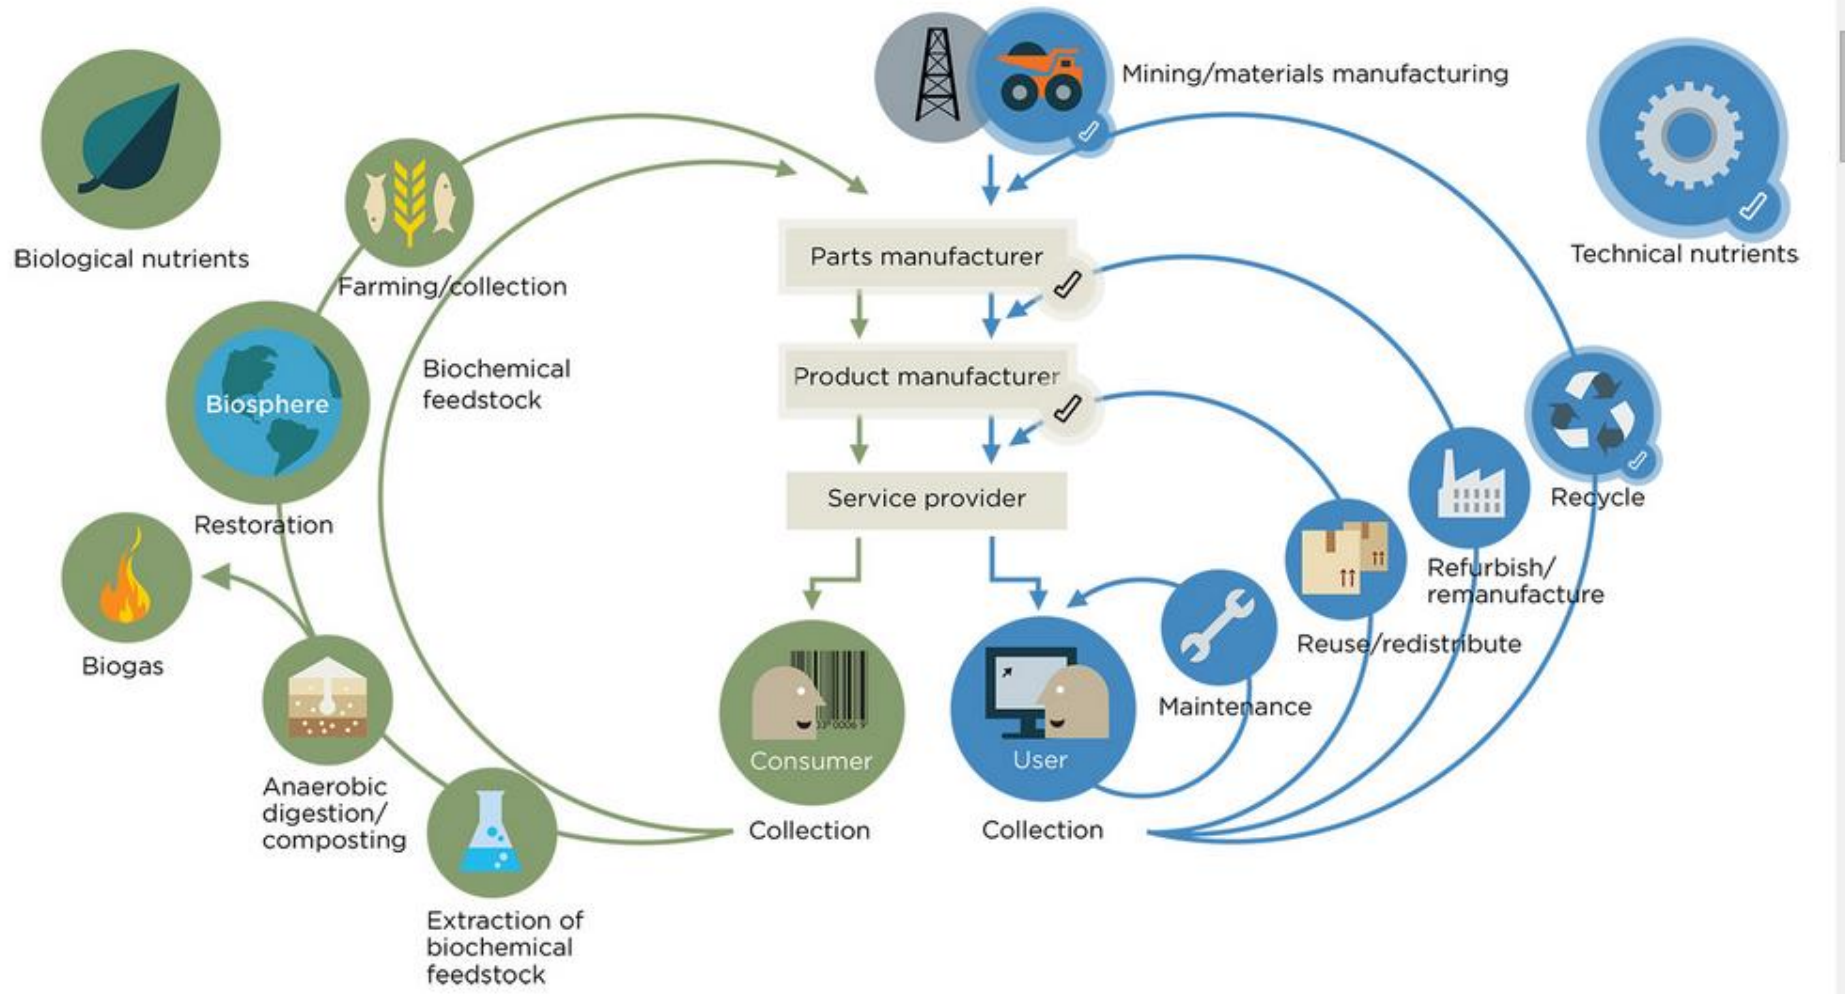 Mining/materials manufacturing
Biological nutrients
Technical nutrients
Farming/collection
Parts manufacturer
Biochemical
feedstock
Product manufacturer
Biosphere
Restoration
Service provider
Recycle
Refurbish/
remanufacture
Reuse/redistribute
Biogas
Maintenance
Consumer
User
Anaerobic
digestion/
composting
Collection
Collection
Extraction of
biochemical
feedstock